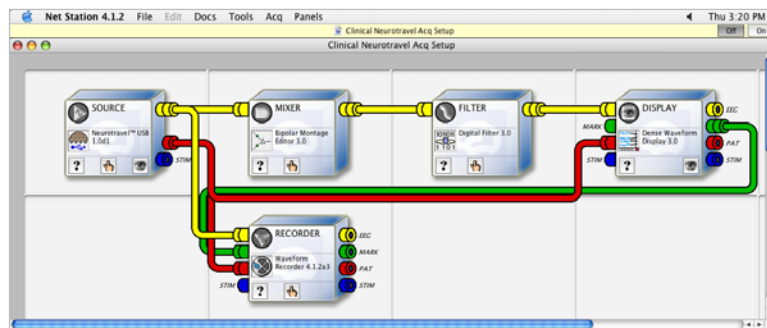 Net Station 4.1.2 File Edit Docs Tools Acq Panels Thu 3:20 PM
Clinical Neurotravel Acq Setup Off On
Clinical Neurotravel Acq Setup
SOURCE
Neurotravel™ USB
1.0d1
?
STIM
MIXER
Bipolar Montage
Editor 3.0
?
FILTER
Digital Filter 3.0
?
DISPLAY
EEG
MARK
Dense Waveform
Display 3.0
PAT
STIM
?
STIM
RECORDER
EEG
MARK
Waveform
Recorder 4.1.2a3
PAT
STIM
?
STIM